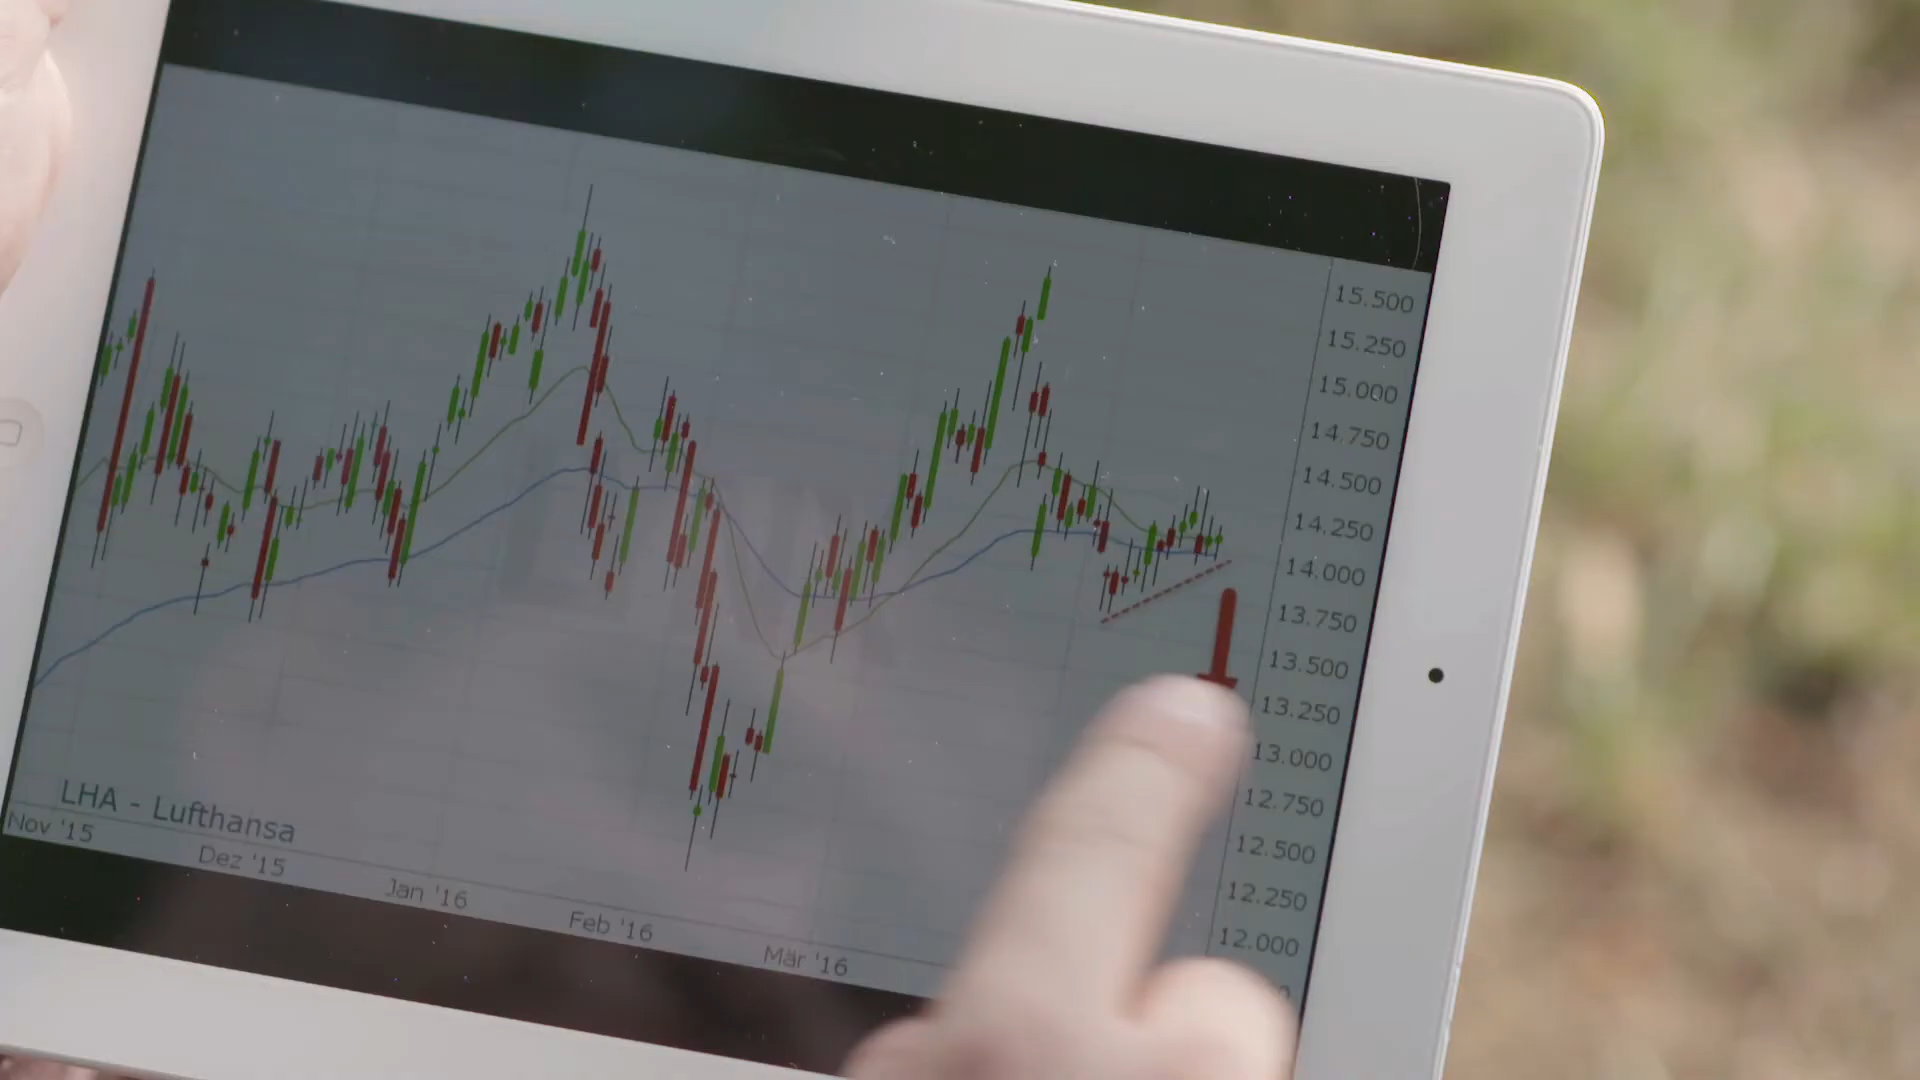 15.500
15.250
15.000
14.750
14.500
14.250
14.000
13.750
13.500
13.250
13.000
12.750
12.500
12.250
12.000
LHA - Lufthansa
Nov '15
Dez '15
Jan '16
Feb '16
Mär '16